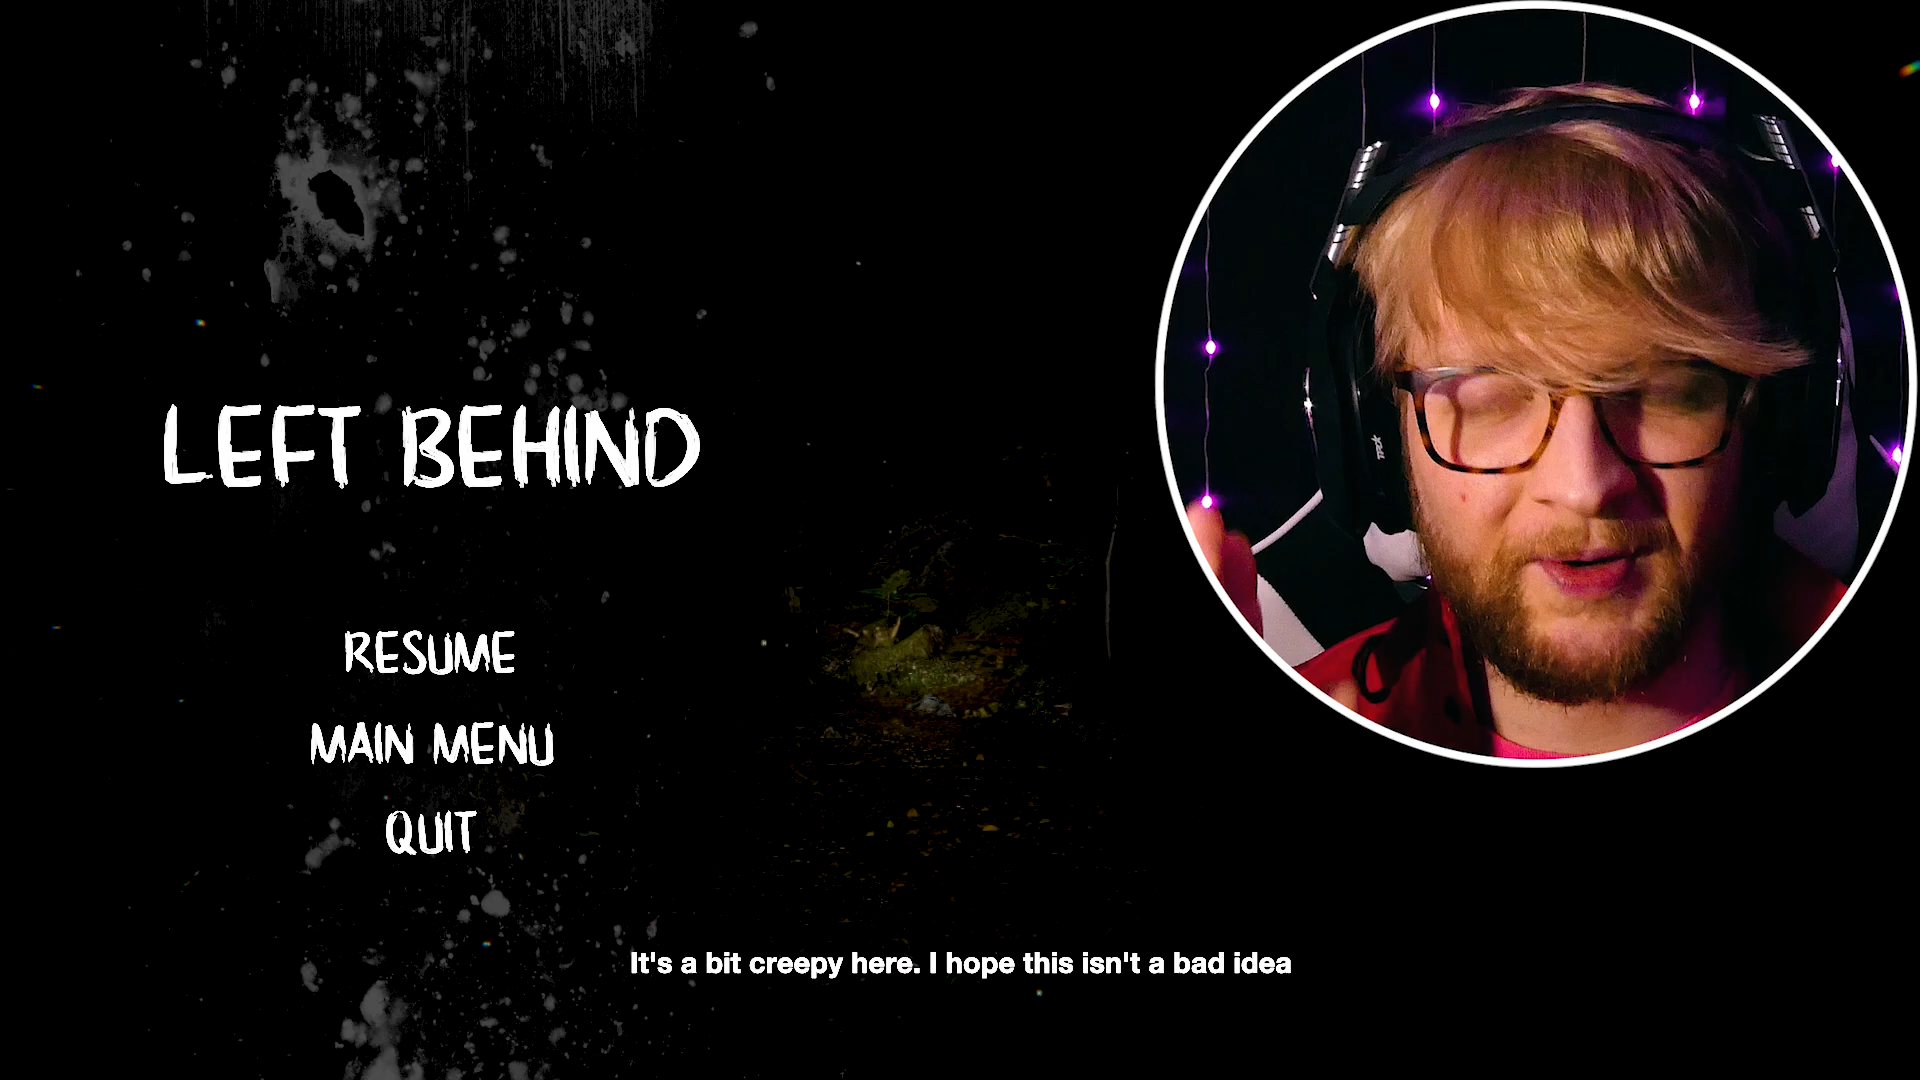 LEFT BEHIND
RESUME
MAIN MENU
QUIT
It's a bit creepy here. I hope this isn't a bad idea